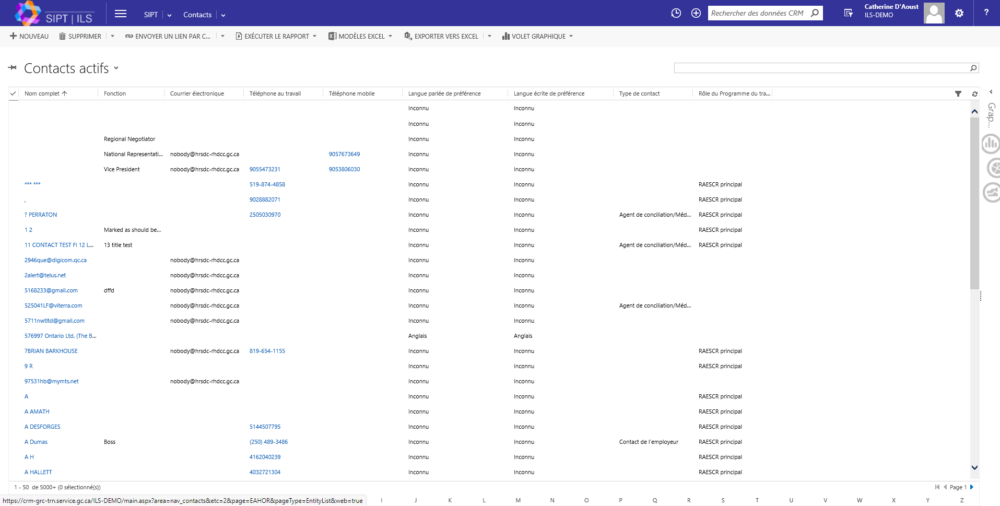 SIPT | ILS
SIPT
Contacts
Rechercher des données CRM
Catherine D'Aoust
ILS-DEMO
?
NOUVEAU
SUPPRIMER
ENVOYER UN LIEN PAR C...
EXÉCUTER LE RAPPORT
MODÈLES EXCEL
EXPORTER VERS EXCEL
VOLET GRAPHIQUE
Contacts actifs
Nom complet Fonction Courrier électronique Téléphone au travail Téléphone mobile Langue parlée de préférence Langue écrite de préférence Type de contact Rôle du Programme du tra...
Grap...
Inconnu Inconnu
Inconnu Inconnu
Regional Negotiator Inconnu Inconnu
National Representati... nobody@hrsdc-rhdcc.gc.ca 9057673649 Inconnu Inconnu
Vice President nobody@hrsdc-rhdcc.gc.ca 9055473231 9053806030 Inconnu Inconnu
*** *** 519-874-4858 Inconnu Inconnu RAESCR principal
, 9028882071 Inconnu Inconnu RAESCR principal
? PERRATON 2505030970 Inconnu Inconnu Agent de conciliation/Méd... RAESCR principal
1 2 Marked as should be... Inconnu Inconnu RAESCR principal
11 CONTACT TEST FI 12 L... 13 title test Inconnu Inconnu Agent de conciliation/Méd... RAESCR principal
2946que@digicom.qc.ca nobody@hrsdc-rhdcc.gc.ca Inconnu Inconnu
2alert@telus.net nobody@hrsdc-rhdcc.gc.ca Inconnu Inconnu
5168233@gmail.com dffd nobody@hrsdc-rhdcc.gc.ca Inconnu Inconnu
525041LF@viterra.com nobody@hrsdc-rhdcc.gc.ca Inconnu Inconnu Agent de conciliation/Méd...
5711nwtltd@gmail.com nobody@hrsdc-rhdcc.gc.ca Inconnu Inconnu
576997 Ontario Ltd. (The B... Anglais Anglais
7BRIAN BARKHOUSE nobody@hrsdc-rhdcc.gc.ca 819-654-1155 Inconnu Inconnu RAESCR principal
9 R Inconnu Inconnu RAESCR principal
97531hb@mymts.net nobody@hrsdc-rhdcc.gc.ca Inconnu Inconnu
A Inconnu Inconnu RAESCR principal
A AMATH Inconnu Inconnu RAESCR principal
A DESFORGES 5144507795 Inconnu Inconnu RAESCR principal
A Dumas Boss (250) 489-3486 Inconnu Inconnu Contact de l'employeur RAESCR principal
A H 4162040239 Inconnu Inconnu RAESCR principal
A HALLETT 4032721304 Inconnu Inconnu RAESCR principal
1 - 50 de 5000+ (0 sélectionné(s))
Page 1
https://crm-grc-trn.service.gc.ca/ILS-DEMO/main.aspx?area=nav_contacts&etc=2&page=EAHOR&pageType=EntityList&web=true
I J K L M N O P Q R S T U V W X Y Z